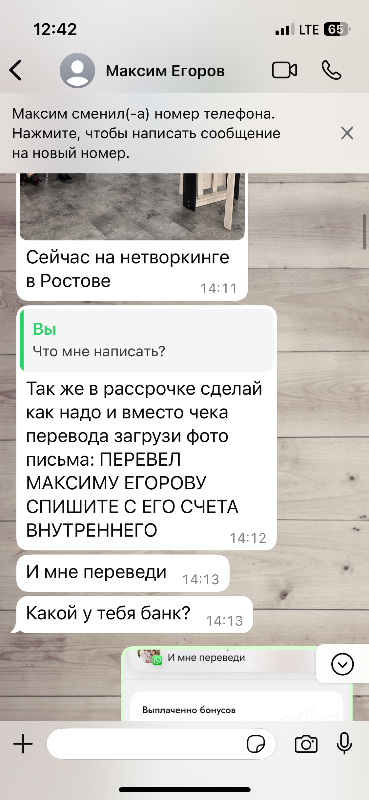 12:42
LTE 65
Максим Егоров
Максим сменил(-а) номер телефона.
Нажмите, чтобы написать сообщение
на новый номер.
Сейчас на нетворкинге
в Ростове
14:11
Вы
Что мне написать?
Так же в рассрочке сделай
как надо и вместо чека
перевода загрузи фото
письма: ПЕРЕВЕЛ
МАКСИМУ ЕГОРОВУ
СПИШИТЕ С ЕГО СЧЕТА
ВНУТРЕННЕГО
14:12
И мне переведи
14:13
Какой у тебя банк?
14:13
И мне переведи
Выплаченно бонусов